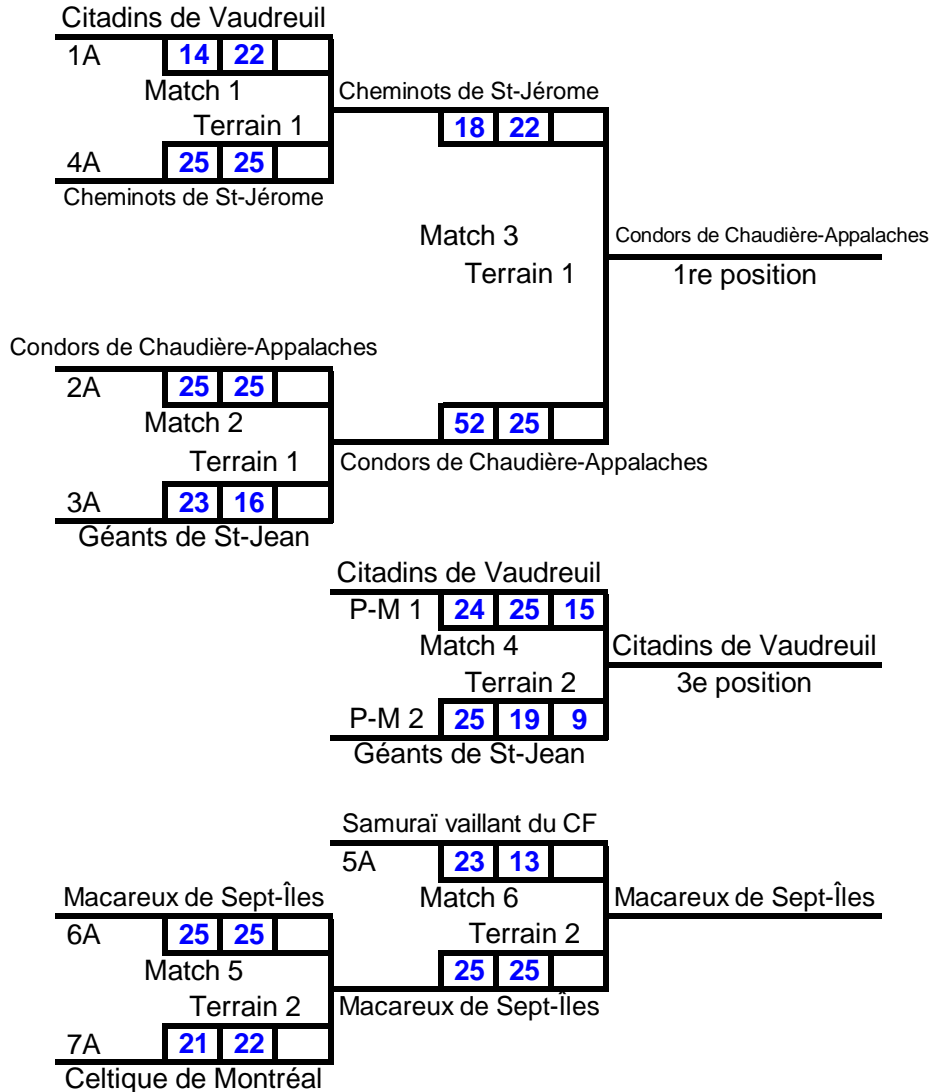 Citadins de Vaudreuil
1A 14 22
Match 1
Cheminots de St-Jérome
Terrain 1
18 22
4A 25 25
Cheminots de St-Jérome
Match 3
Condors de Chaudière-Appalaches
Terrain 1
1re position
Condors de Chaudière-Appalaches
2A 25 25
Match 2
52 25
Terrain 1
Condors de Chaudière-Appalaches
3A 23 16
Géants de St-Jean
Citadins de Vaudreuil
P-M 1 24 25 15
Match 4
Citadins de Vaudreuil
Terrain 2
3e position
P-M 2 25 19 9
Géants de St-Jean
Samuraï vaillant du CF
5A 23 13
Macareux de Sept-Îles
Match 6
Macareux de Sept-Îles
6A 25 25
Terrain 2
Match 5
25 25
Terrain 2
Macareux de Sept-Îles
7A 21 22
Celtique de Montréal